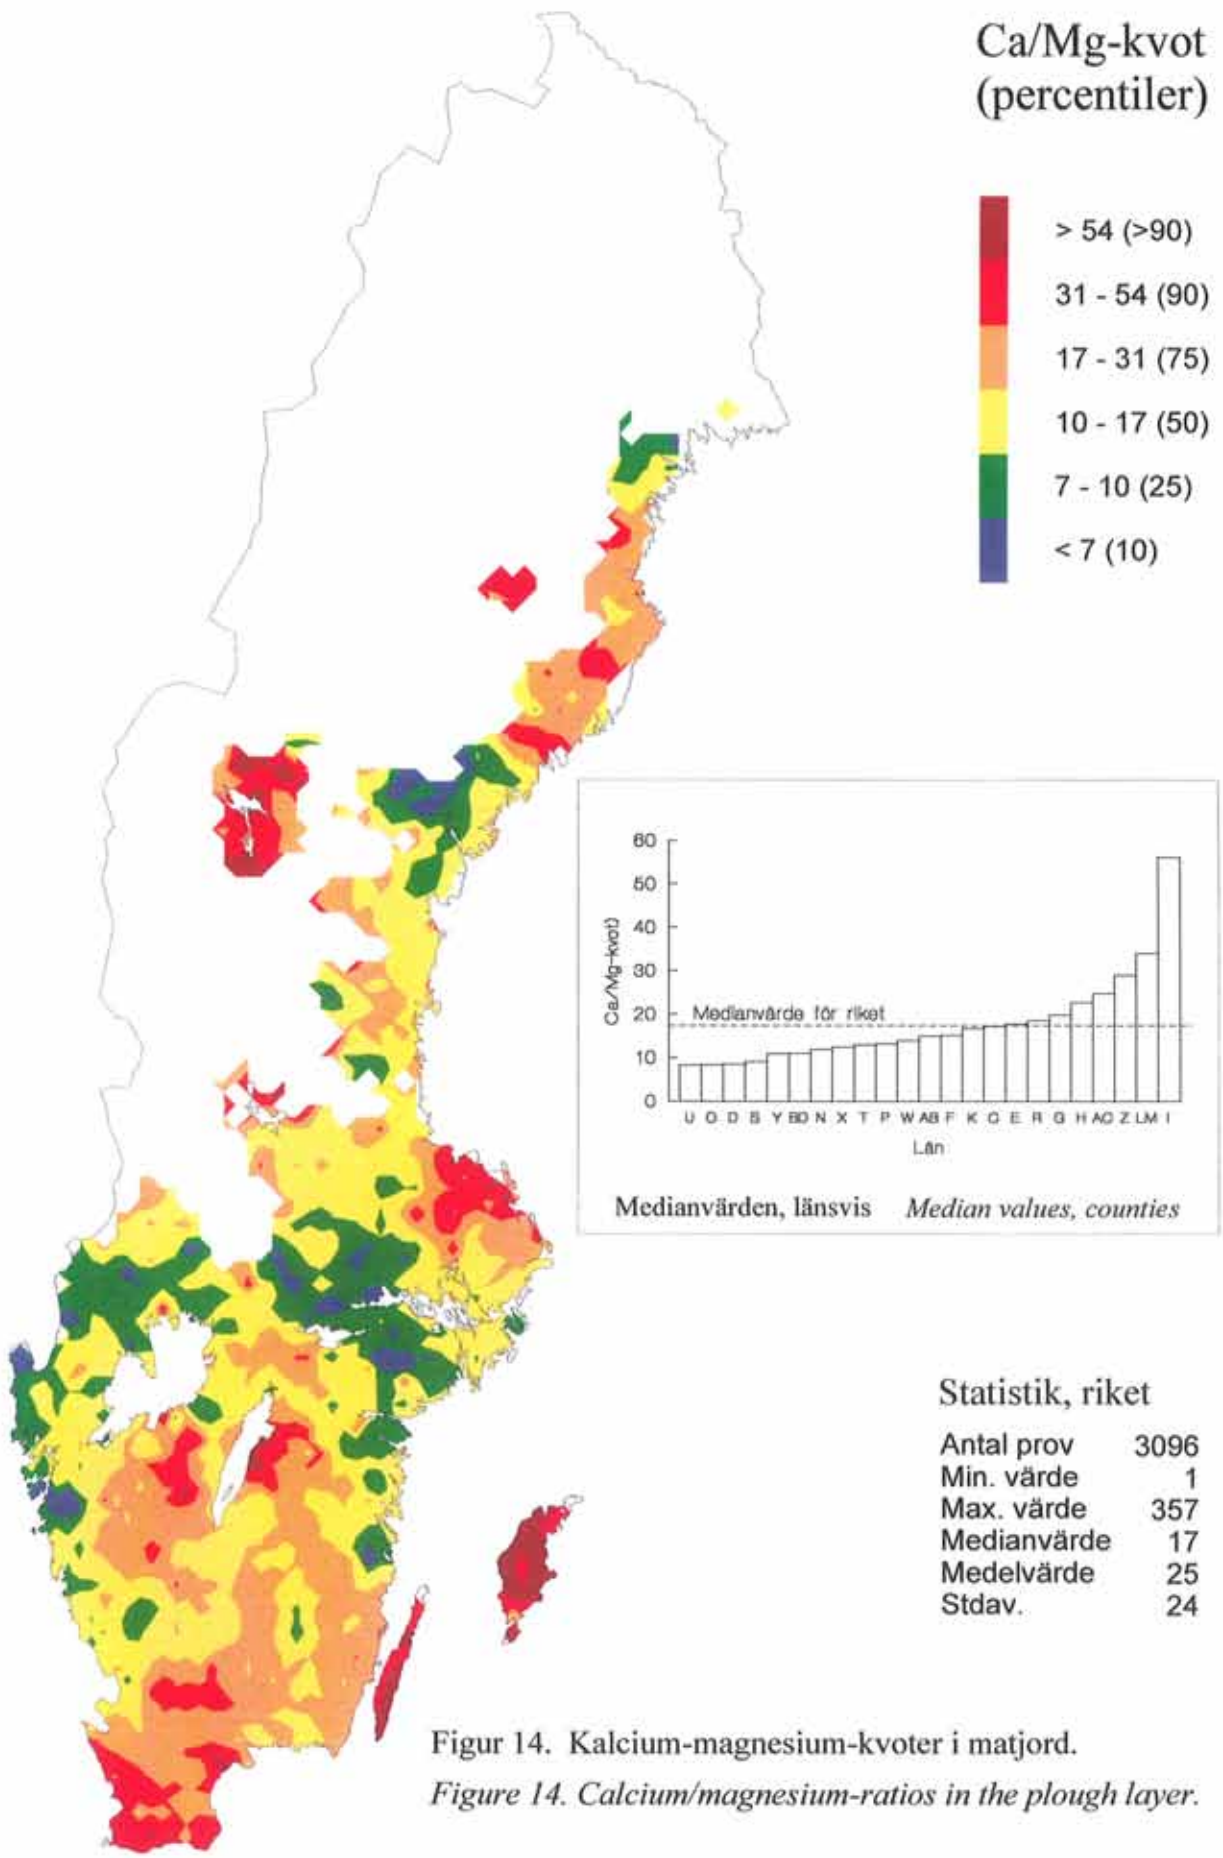 Ca/Mg-kvot
(percentiler)
> 54 (>90)
31 - 54 (90)
17 - 31 (75)
10 - 17 (50)
7 - 10 (25)
< 7 (10)
60
50
40
30
20
10
0
Ca/Mg-kvot)
Medianvärde för riket
U O D S Y BD N X T P W AB F K C E R G H AC Z LM I
Län
Medianvärden, länsvis Median values, counties
Statistik, riket
Antal prov 3096
Min. värde 1
Max. värde 357
Medianvärde 17
Medelvärde 25
Stdav. 24
Figur 14. Kalcium-magnesium-kvoter i matjord.
Figure 14. Calcium/magnesium-ratios in the plough layer.